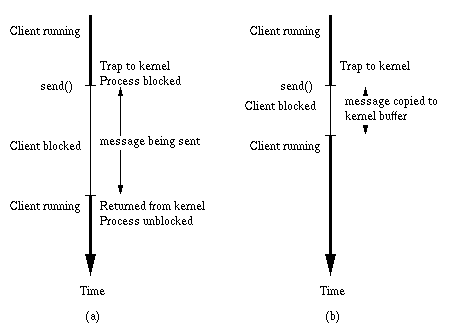 Client running
Trap to kernel
Process blocked
send()
Client blocked
message being sent
Client running
Returned from kernel
Process unblocked
Time
(a)
Client running
Trap to kernel
send()
Client blocked
message copied to
kernel buffer
Client running
Time
(b)